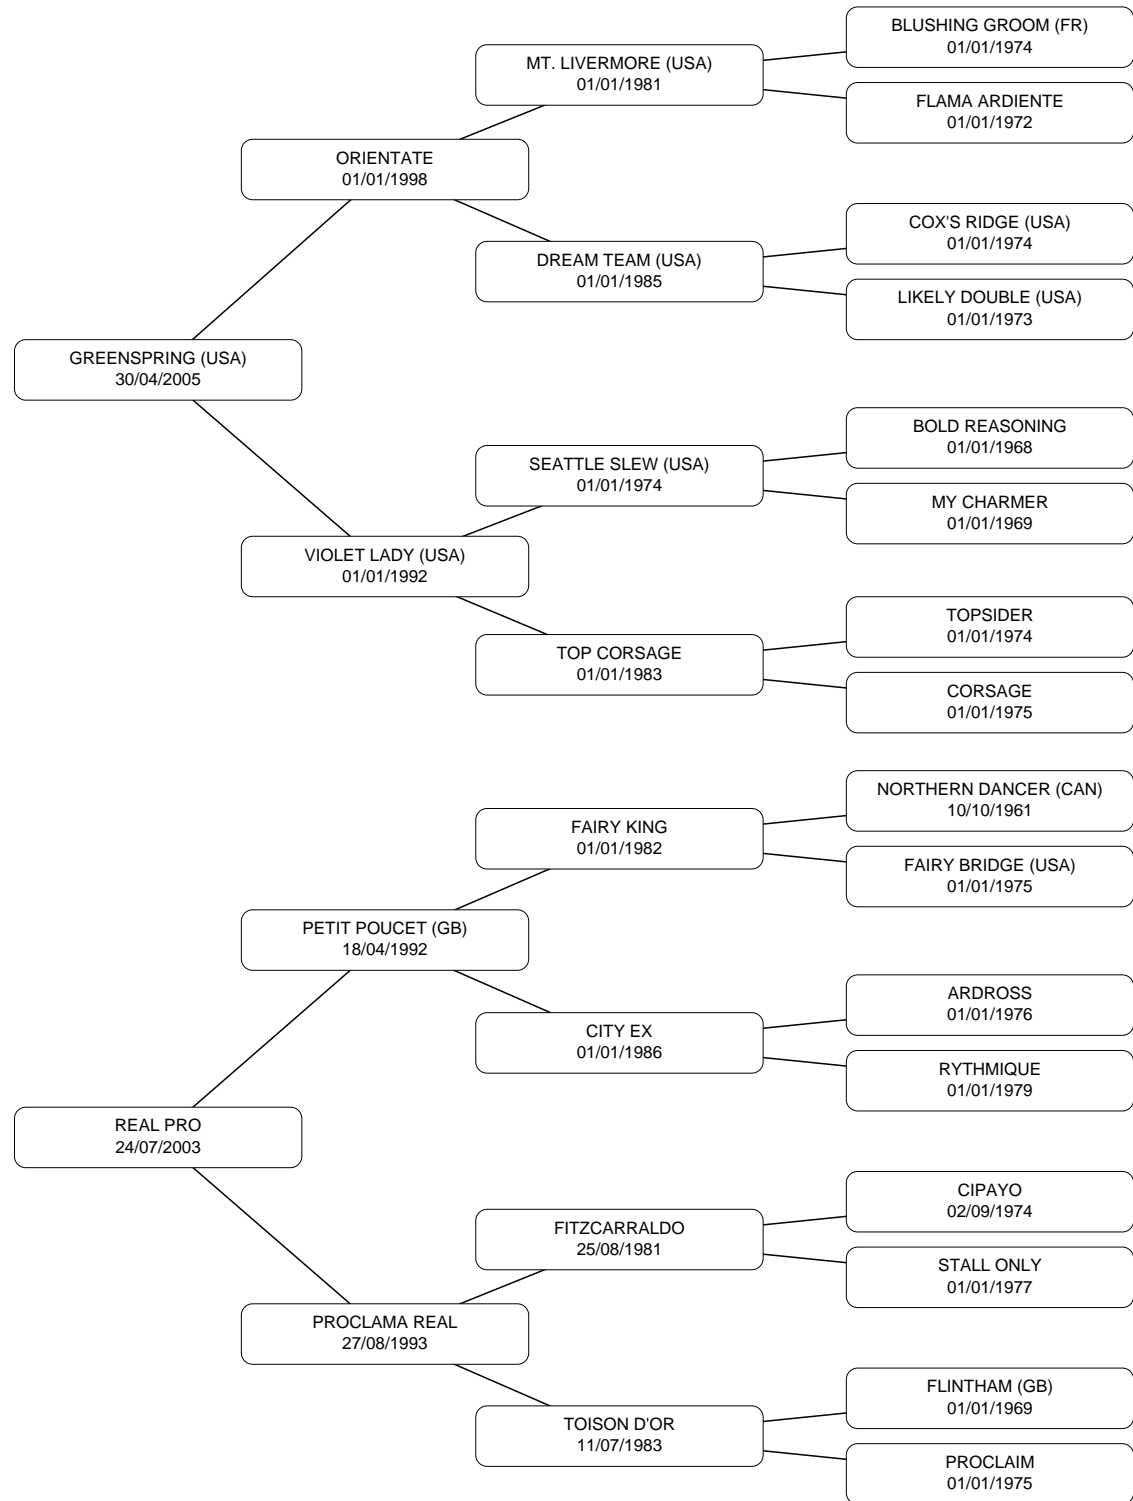 BLUSHING GROOM (FR)
01/01/1974
MT. LIVERMORE (USA)
01/01/1981
FLAMA ARDIENTE
01/01/1972
ORIENTATE
01/01/1998
COX'S RIDGE (USA)
01/01/1974
DREAM TEAM (USA)
01/01/1985
LIKELY DOUBLE (USA)
01/01/1973
GREENSPRING (USA)
30/04/2005
BOLD REASONING
01/01/1968
SEATTLE SLEW (USA)
01/01/1974
MY CHARMER
01/01/1969
VIOLET LADY (USA)
01/01/1992
TOPSIDER
01/01/1974
TOP CORSAGE
01/01/1983
CORSAGE
01/01/1975
NORTHERN DANCER (CAN)
10/10/1961
FAIRY KING
01/01/1982
FAIRY BRIDGE (USA)
01/01/1975
PETIT POUCET (GB)
18/04/1992
ARDROSS
01/01/1976
CITY EX
01/01/1986
RYTHMIQUE
01/01/1979
REAL PRO
24/07/2003
CIPAYO
02/09/1974
FITZCARRALDO
25/08/1981
STALL ONLY
01/01/1977
PROCLAMA REAL
27/08/1993
FLINTHAM (GB)
01/01/1969
TOISON D'OR
11/07/1983
PROCLAIM
01/01/1975